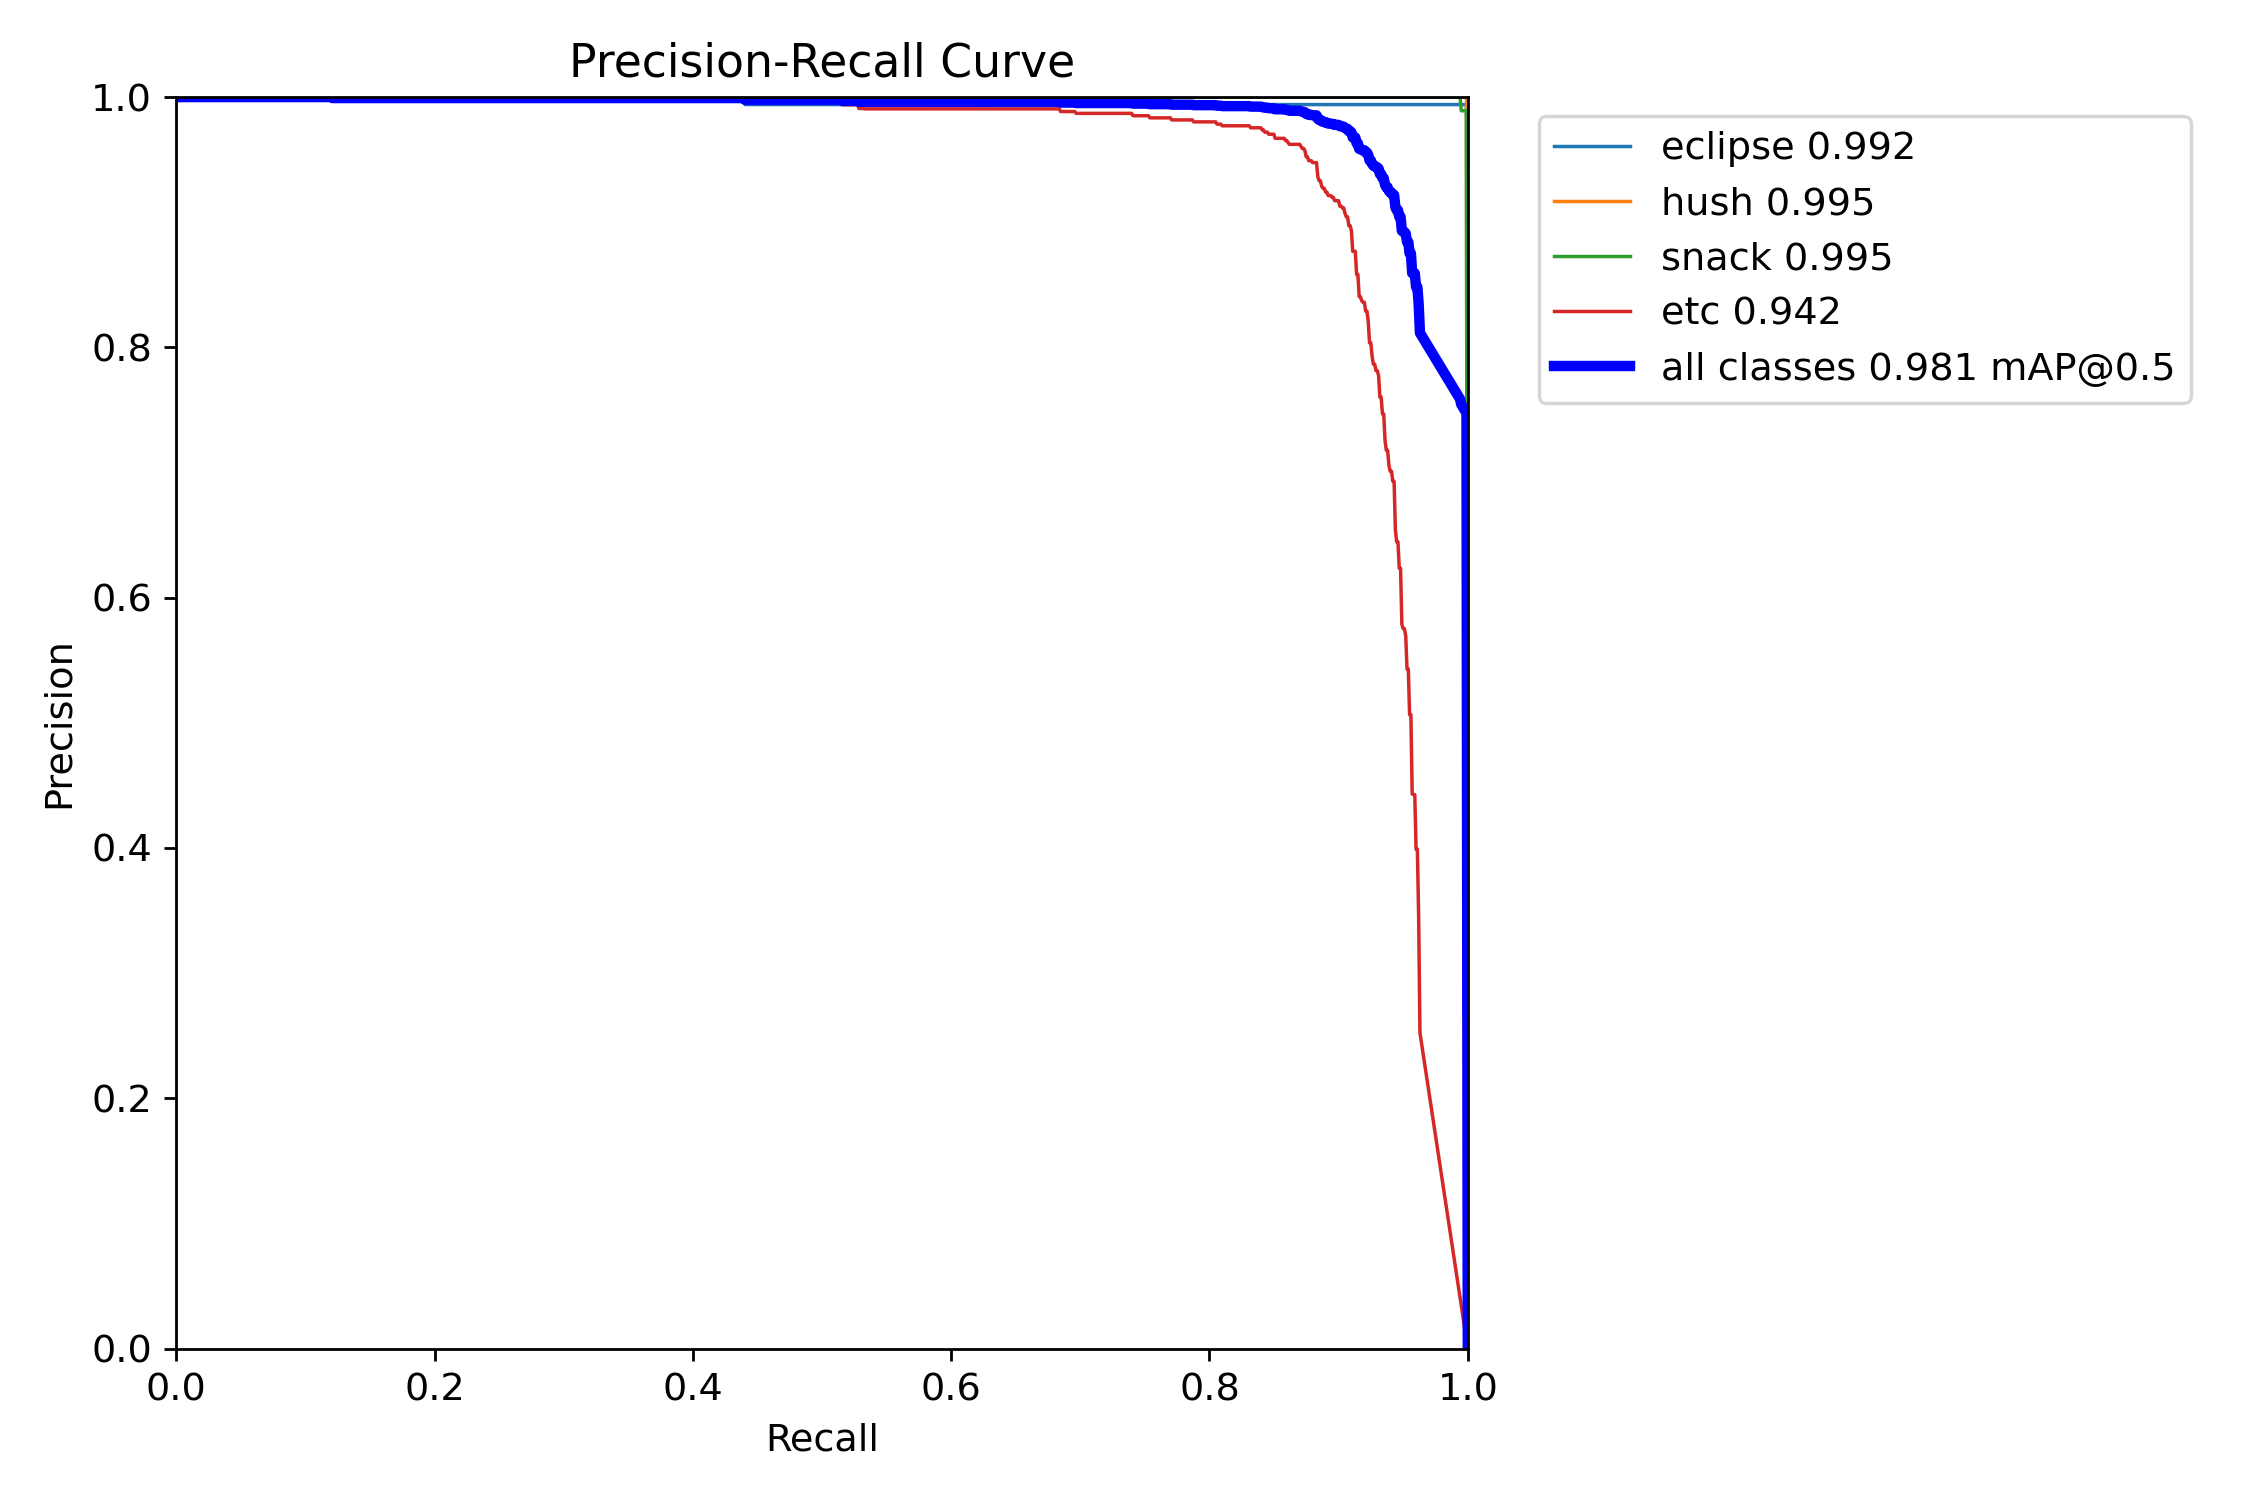 Precision-Recall Curve
1.0
0.8
0.6
0.4
0.2
0.0
Precision
0.0 0.2 0.4 0.6 0.8 1.0
Recall
eclipse 0.992
hush 0.995
snack 0.995
etc 0.942
all classes 0.981 mAP@0.5